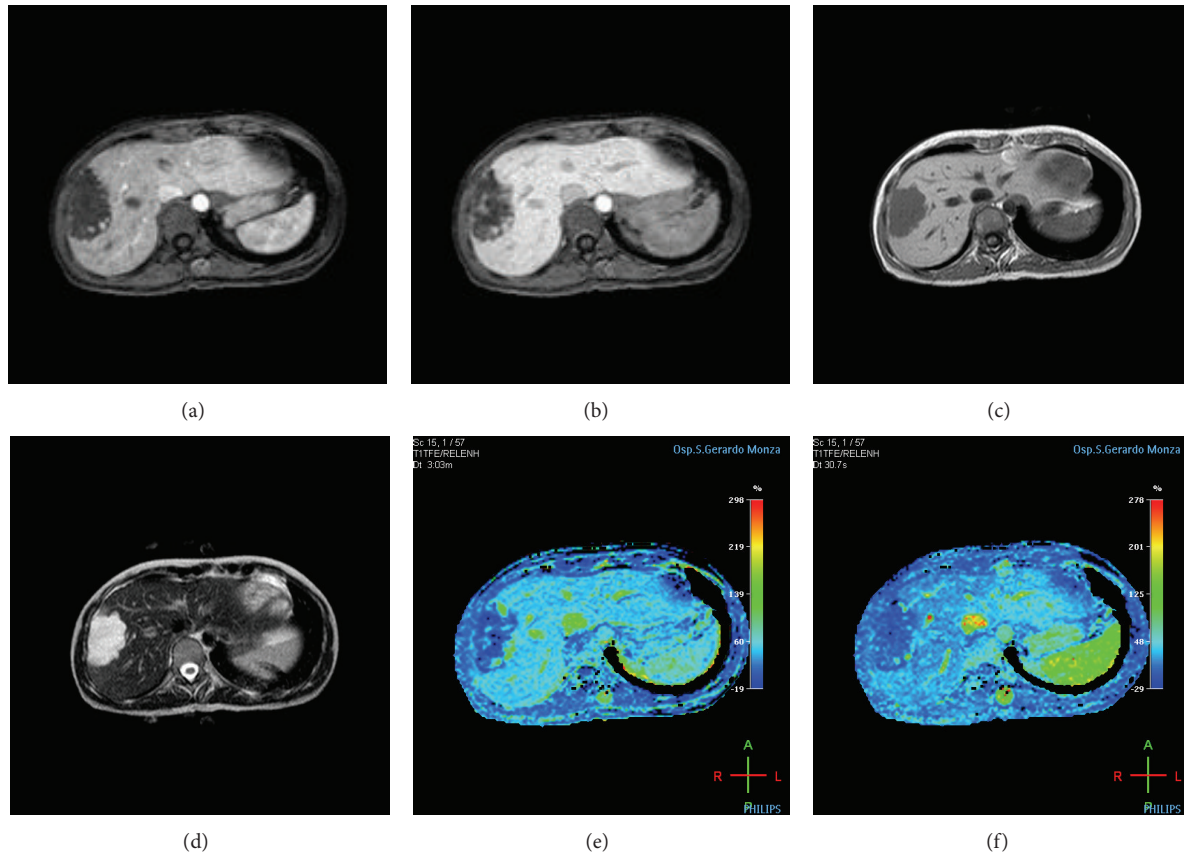 (a)
(b)
(c)
(d)
Sc 15, 1 / 57
T1TFE/RELENH
Dt 3:03m
Osp.S.Gerardo Monza
%
298
219
139
60
-19
A
R L
P
PHILIPS
(e)
Sc 15, 1 / 57
T1TFE/RELENH
Dt 30.7s
Osp.S.Gerardo Monza
%
278
201
125
48
-29
A
R L
P
PHILIPS
(f)